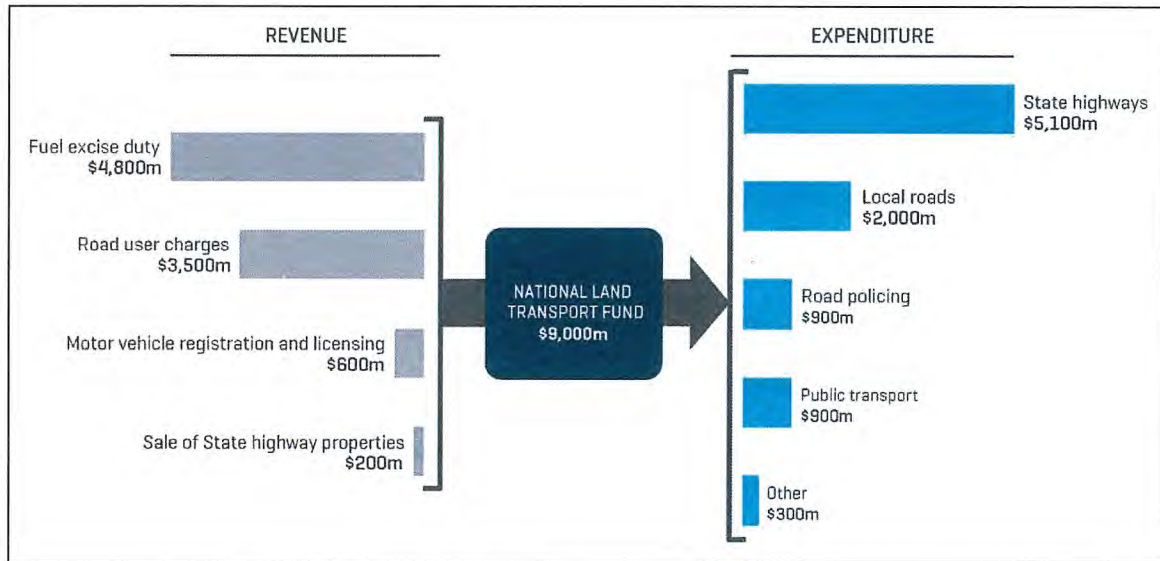 REVENUE
Fuel excise duty
$4,800m
Road user charges
$3,500m
Motor vehicle registration and licensing
$600m
Sale of State highway properties
$200m
NATIONAL LAND
TRANSPORT FUND
$9,000m
EXPENDITURE
State highways
$5,100m
Local roads
$2,000m
Road policing
$900m
Public transport
$900m
Other
$300m